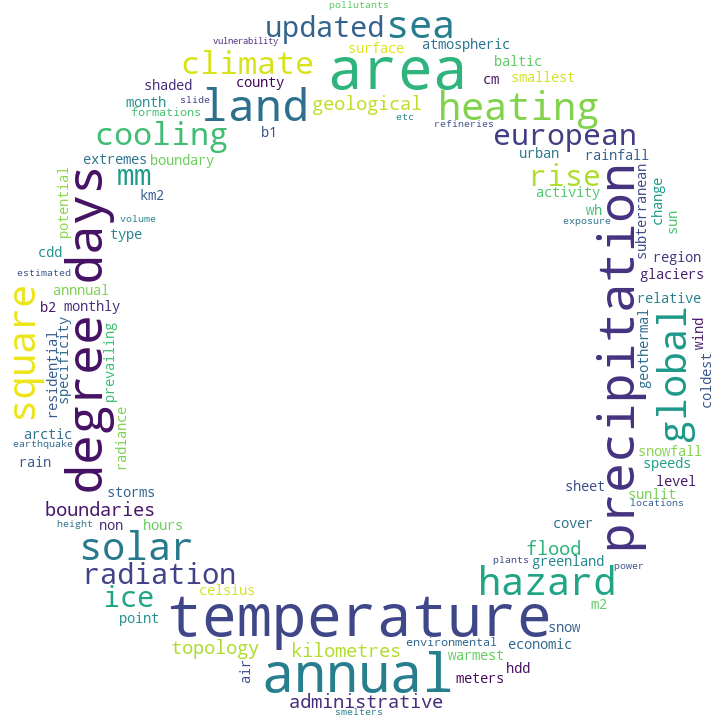 pollutants
updated sea
vulnerability
surface atmospheric
climate area baltic
shaded county cm smallest
month slide land geological heating
formations etc
cooling b1 refineries european
extremes boundary urban rainfall
mm rise
potential km2 activity
days wh change
volume exposure sun
type precipitation subterranean
cdd region
estimated glaciers
annnual relative
square b2 monthly
degree geothermal global wind
residential specificity prevailing coldest
radiance
arctic snowfall
earthquake speeds
rain level
storms sheet sunlit
boundaries locations
height non hours cover
solar flood
plants greenland power
radiation hazard
ice celsius m2
point temperature snow
topology kilometres environmental economic
warmest
air annual hdd
meters
administrative
smelters